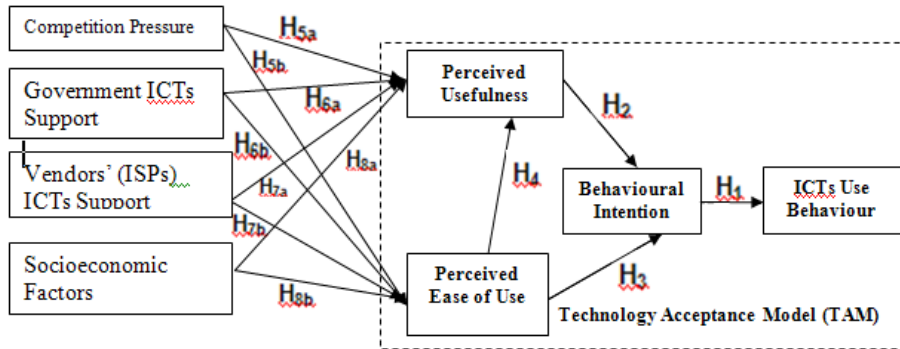 Competition Pressure
Government ICTs
Support
Vendors' (ISPs)
ICTs Support
Socioeconomic
Factors
H5a
H5b
H6a
H6b
H8a
H7a
H7b
H8b
Perceived
Usefulness
H2
H4
Behavioural
Intention
H1
ICTs Use
Behaviour
Perceived
Ease of Use
H3
Technology Acceptance Model (TAM)